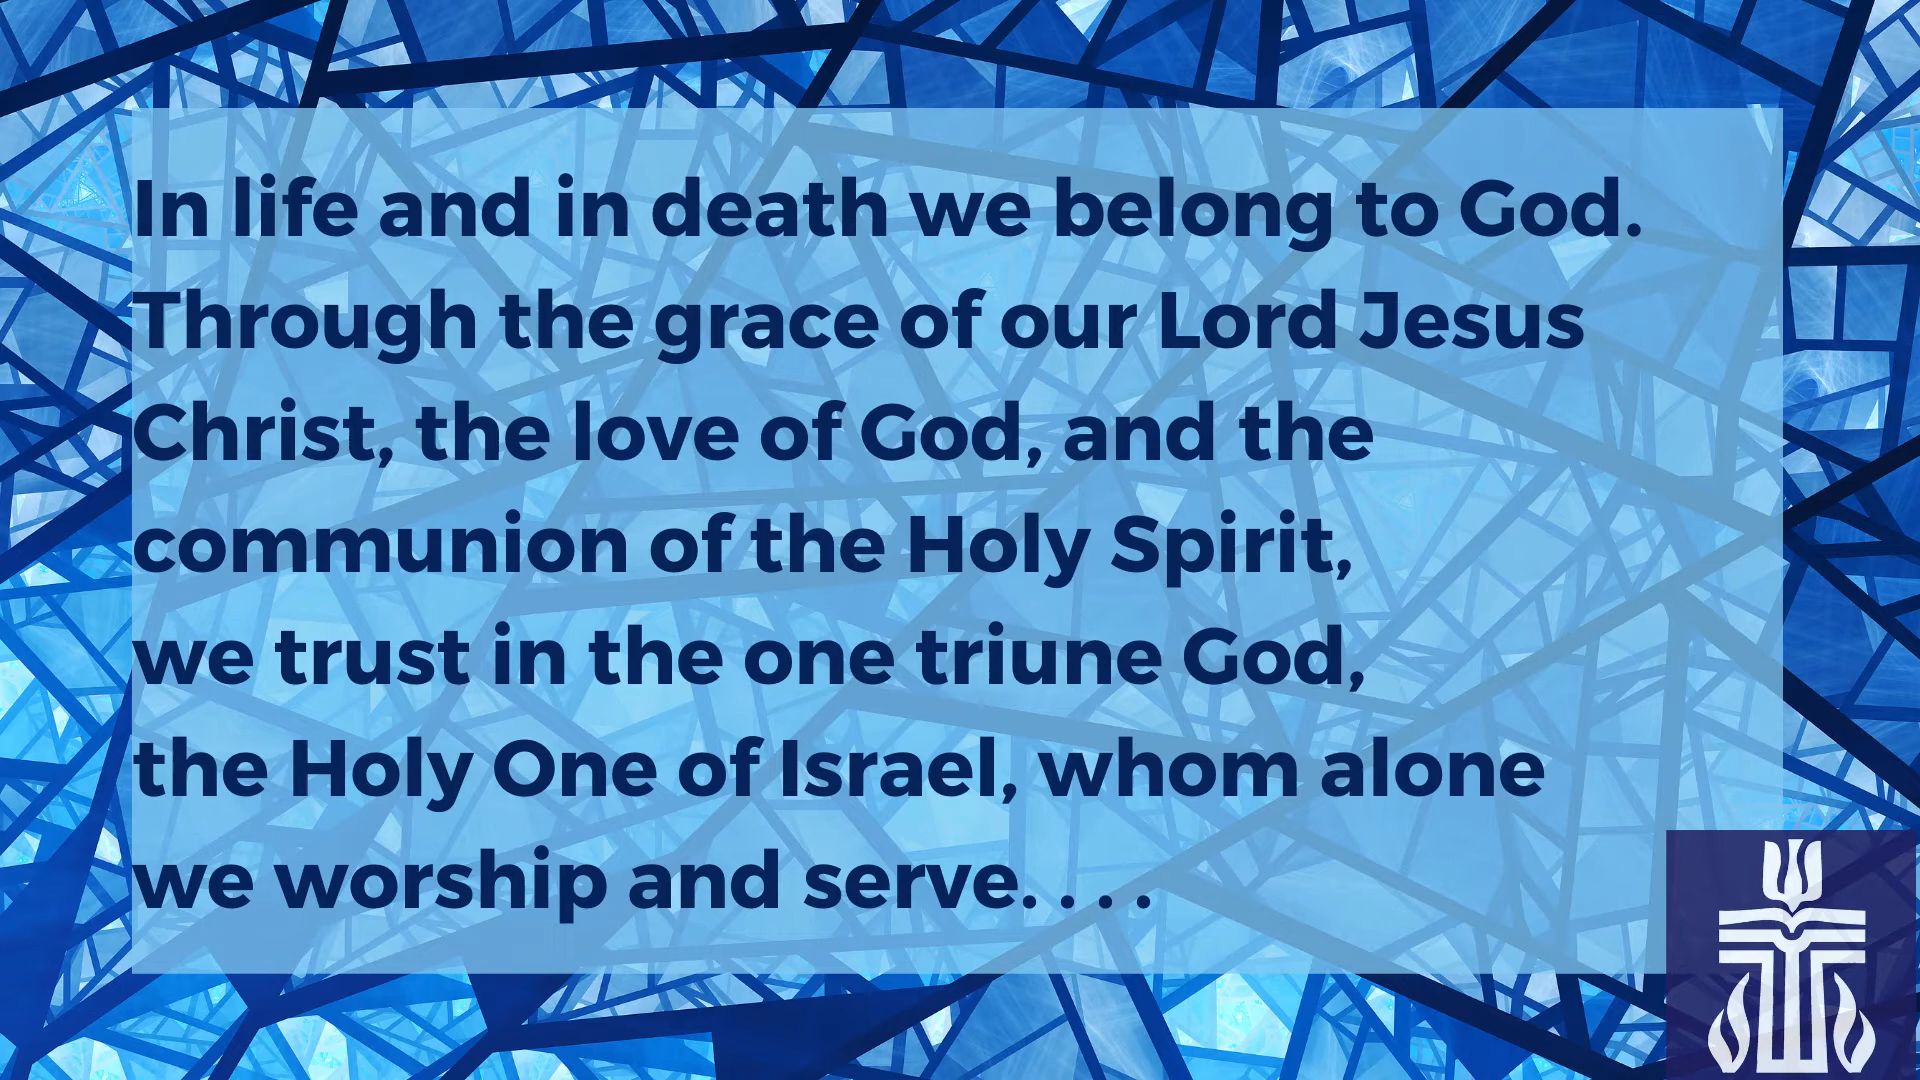 In life and in death we belong to God.
Through the grace of our Lord Jesus
Christ, the love of God, and the
communion of the Holy Spirit,
we trust in the one triune God,
the Holy One of Israel, whom alone
we worship and serve. . . .